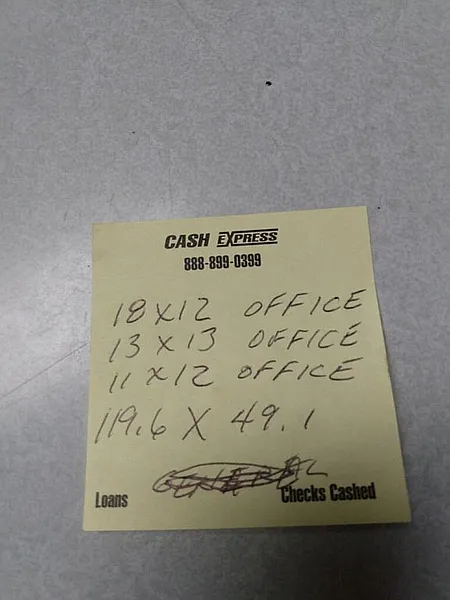 CASH EXPRESS
888-899-0399
18 X 12 OFFICE
13 X 13 OFFICE
11 X 12 OFFICE
119.6 X 49.1
GENERAL
Loans Checks Cashed